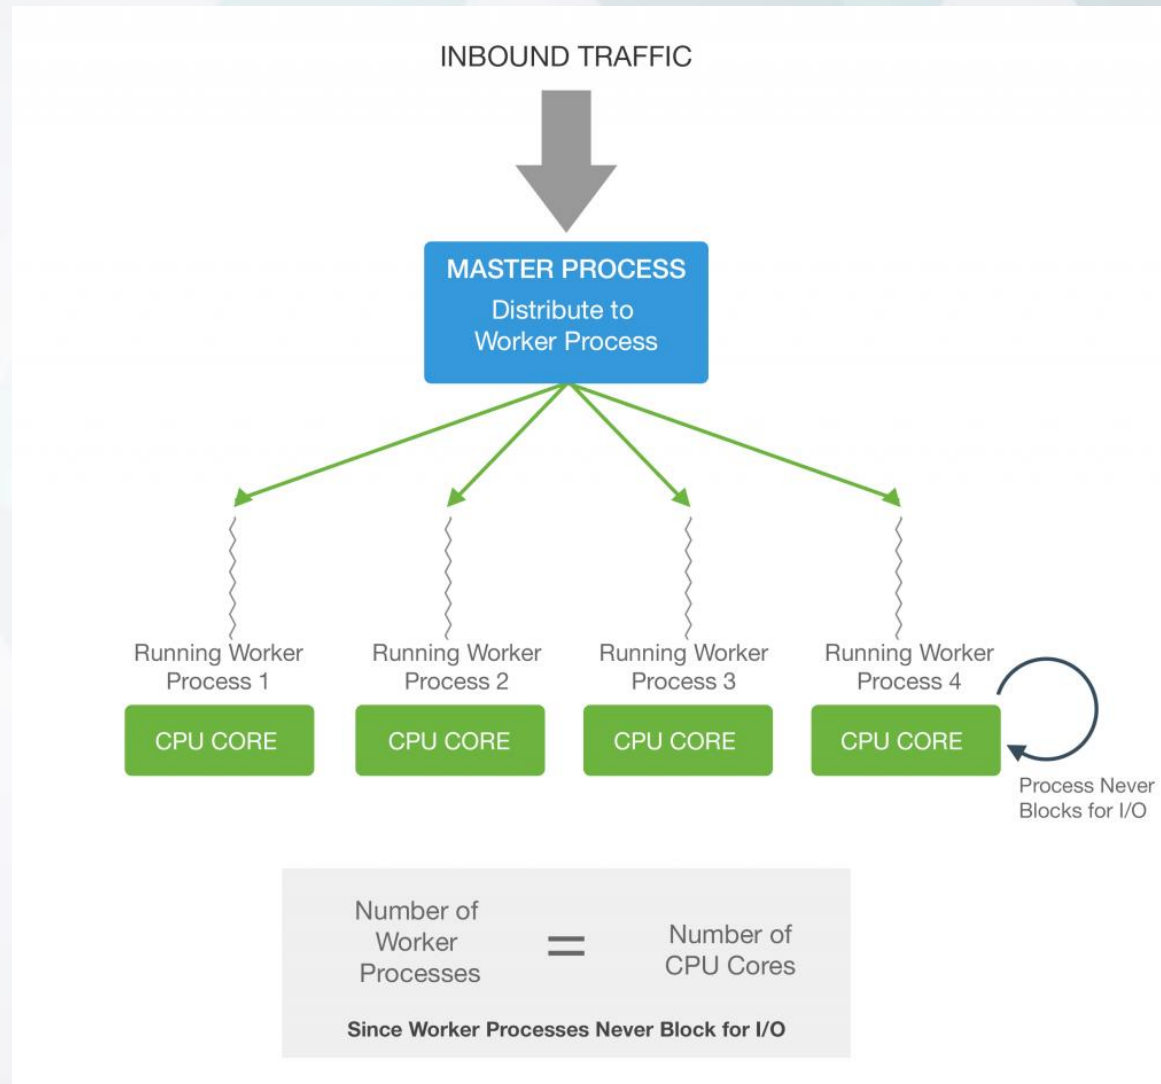 INBOUND TRAFFIC
MASTER PROCESS
Distribute to
Worker Process
Running Worker
Process 1
Running Worker
Process 2
Running Worker
Process 3
Running Worker
Process 4
CPU CORE
CPU CORE
CPU CORE
CPU CORE
Process Never
Blocks for I/O
Number of
Worker
Processes
=
Number of
CPU Cores
Since Worker Processes Never Block for I/O